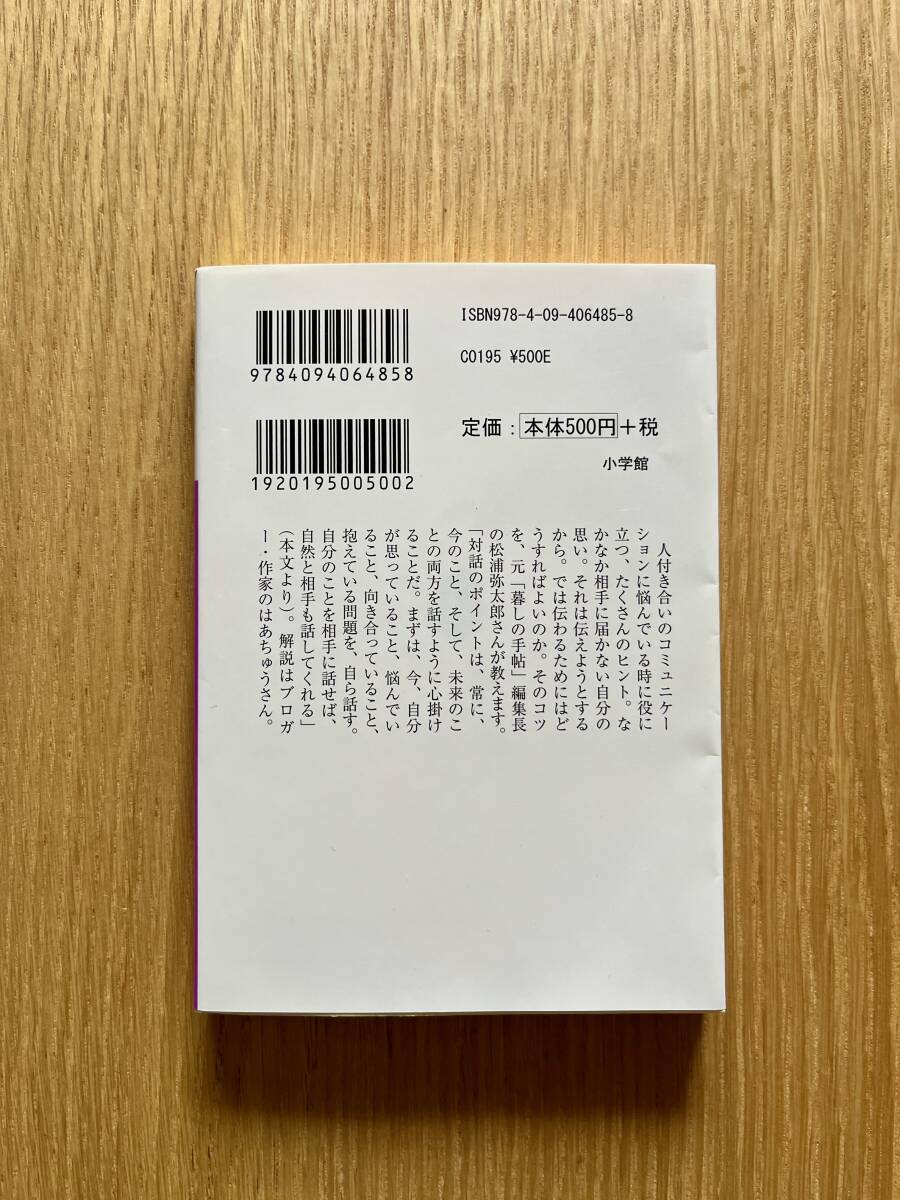 ISBN978-4-09-406485-8
C0195 ¥500E
9784094064858
定価：本体500円＋税
小学館
1920195005002
人付き合いのコミュニケー
ションに悩んでいる時に役に
立つ、たくさんのヒント。な
かなか相手に届かない自分の
思い。それは伝えようとする
から。では伝わるためにはど
うすればよいのか。そのコツ
を、元「暮しの手帖」編集長
の松浦弥太郎さんが教えます。
「対話のポイントは、常に、
今のこと、そして、未来のこ
との両方を話すように心掛け
ることだ。まずは、今、自分
が思っていること、悩んでい
ること、向き合っていること、
抱えている問題を、自ら話す。
自分のことを相手に話せば、
自然と相手も話してくれる」
（本文より）。解説はブロガ
ー・作家のはあちゅうさん。